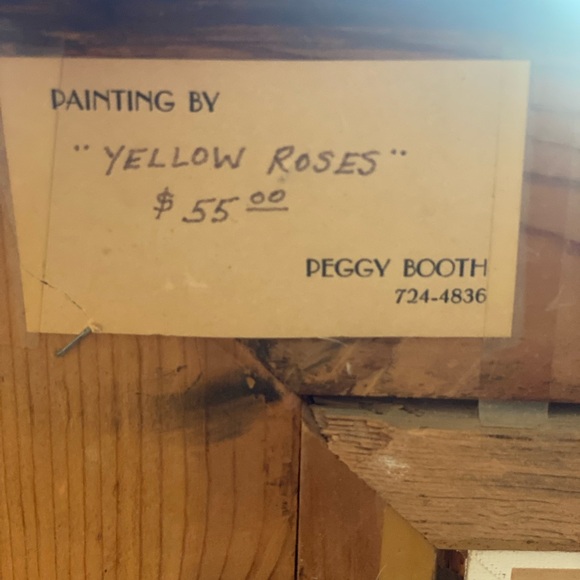 PAINTING BY
"YELLOW ROSES"
$55 00
PEGGY BOOTH
724-4836